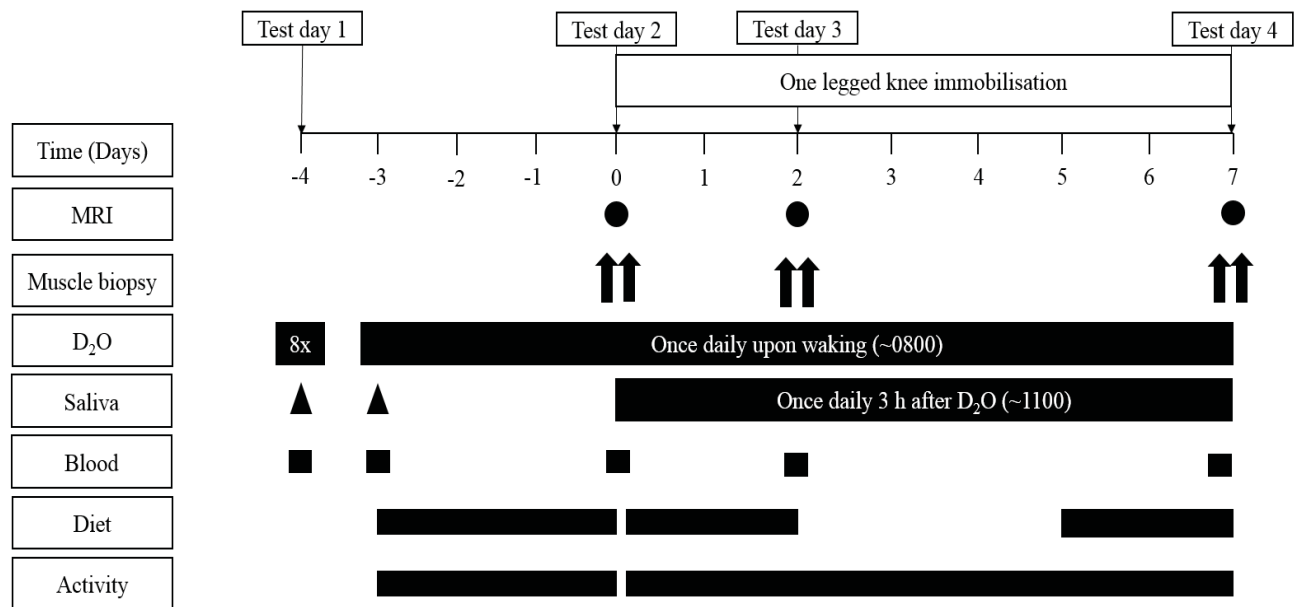 Test day 1
Test day 2
Test day 3
Test day 4
One legged knee immobilisation
Time (Days)
-4 -3 -2 -1 0 1 2 3 4 5 6 7
MRI
Muscle biopsy
D₂O
8x
Once daily upon waking (~0800)
Saliva
Once daily 3 h after D₂O (~1100)
Blood
Diet
Activity